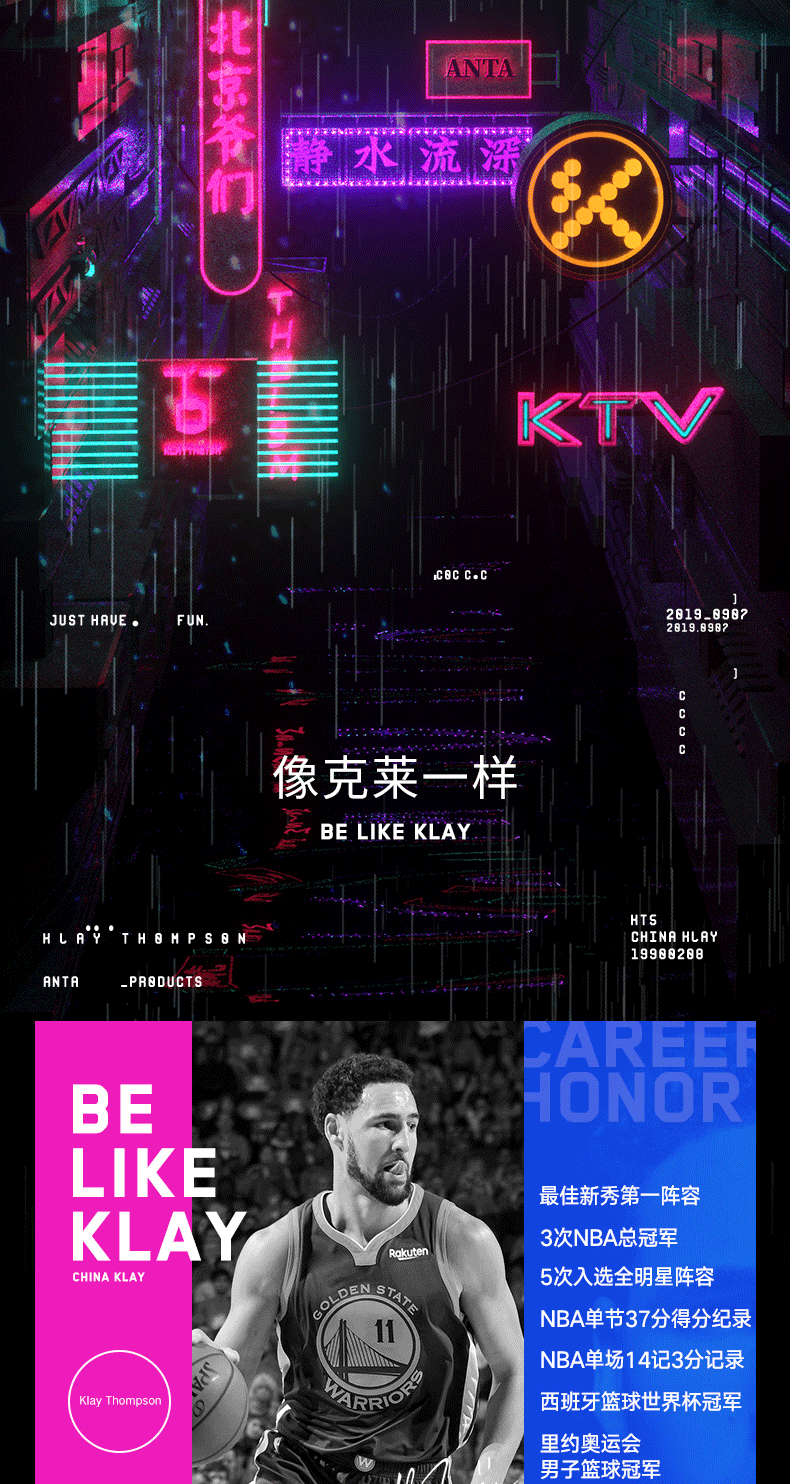 北京爷们
ANTA
静水流深
KTV
JUST HAVE. FUN.
2019_0907
2019.0907
C
C
C
C
像克莱一样
BE LIKE KLAY
KLAY THOMPSON
ANTA _PRODUCTS
HTS
CHINA KLAY
19900208
BE
LIKE
KLAY
CHINA KLAY
Klay Thompson
Rakuten
GOLDEN STATE
11
WARRIORS
CAREER
HONOR
最佳新秀第一阵容
3次NBA总冠军
5次入选全明星阵容
NBA单节37分得分纪录
NBA单场14记3分记录
西班牙篮球世界杯冠军
里约奥运会
男子篮球冠军